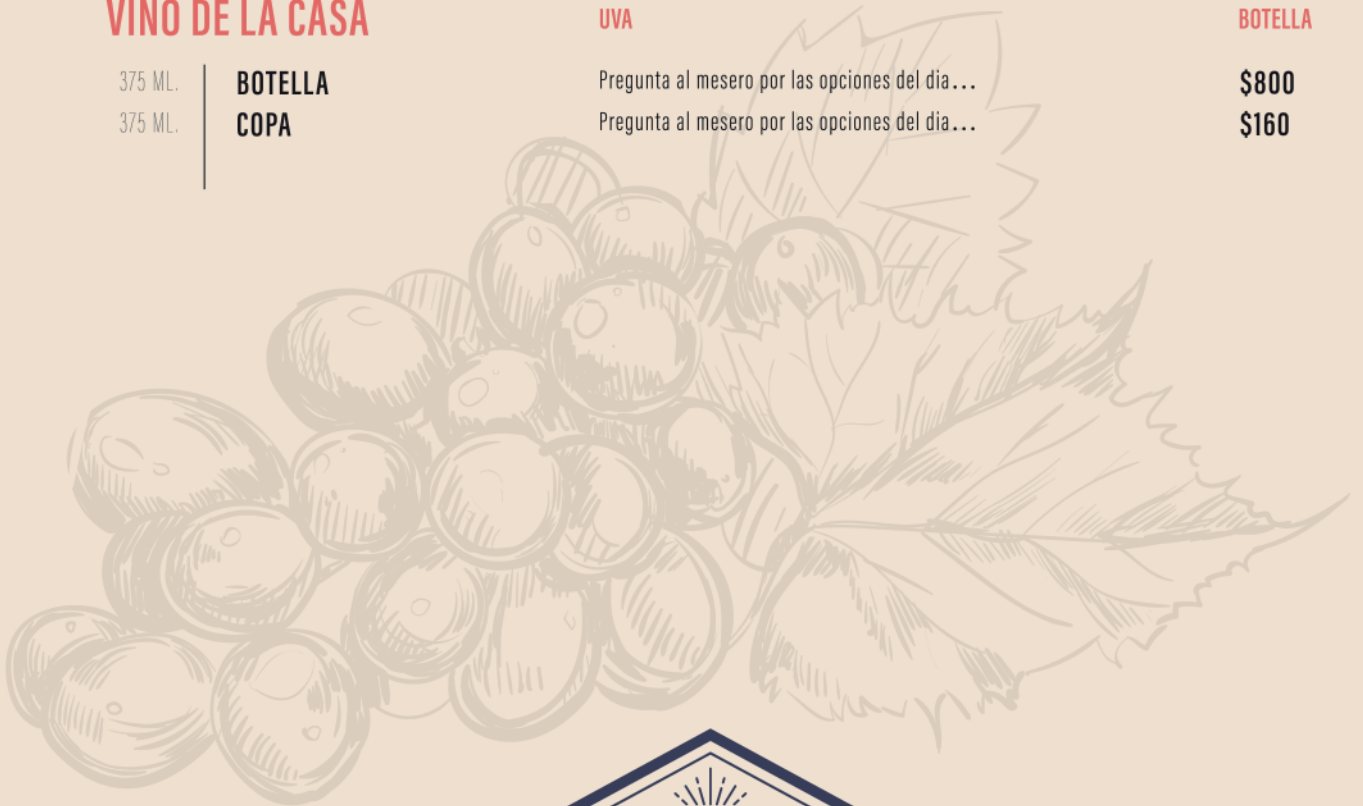 VINO DE LA CASA UVA BOTELLA
375 ML. BOTELLA Pregunta al mesero por las opciones del dia... $800
375 ML. COPA Pregunta al mesero por las opciones del dia... $160